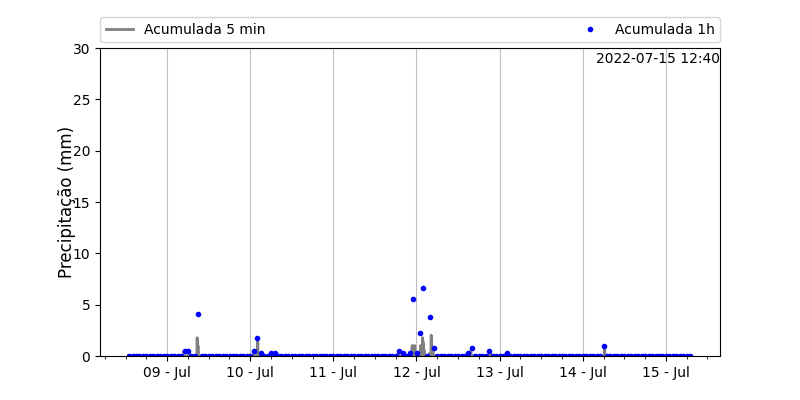 Acumulada 5 min
Acumulada 1h
2022-07-15 12:40
Precipitação (mm)
30
25
20
15
10
5
0
09 - Jul
10 - Jul
11 - Jul
12 - Jul
13 - Jul
14 - Jul
15 - Jul